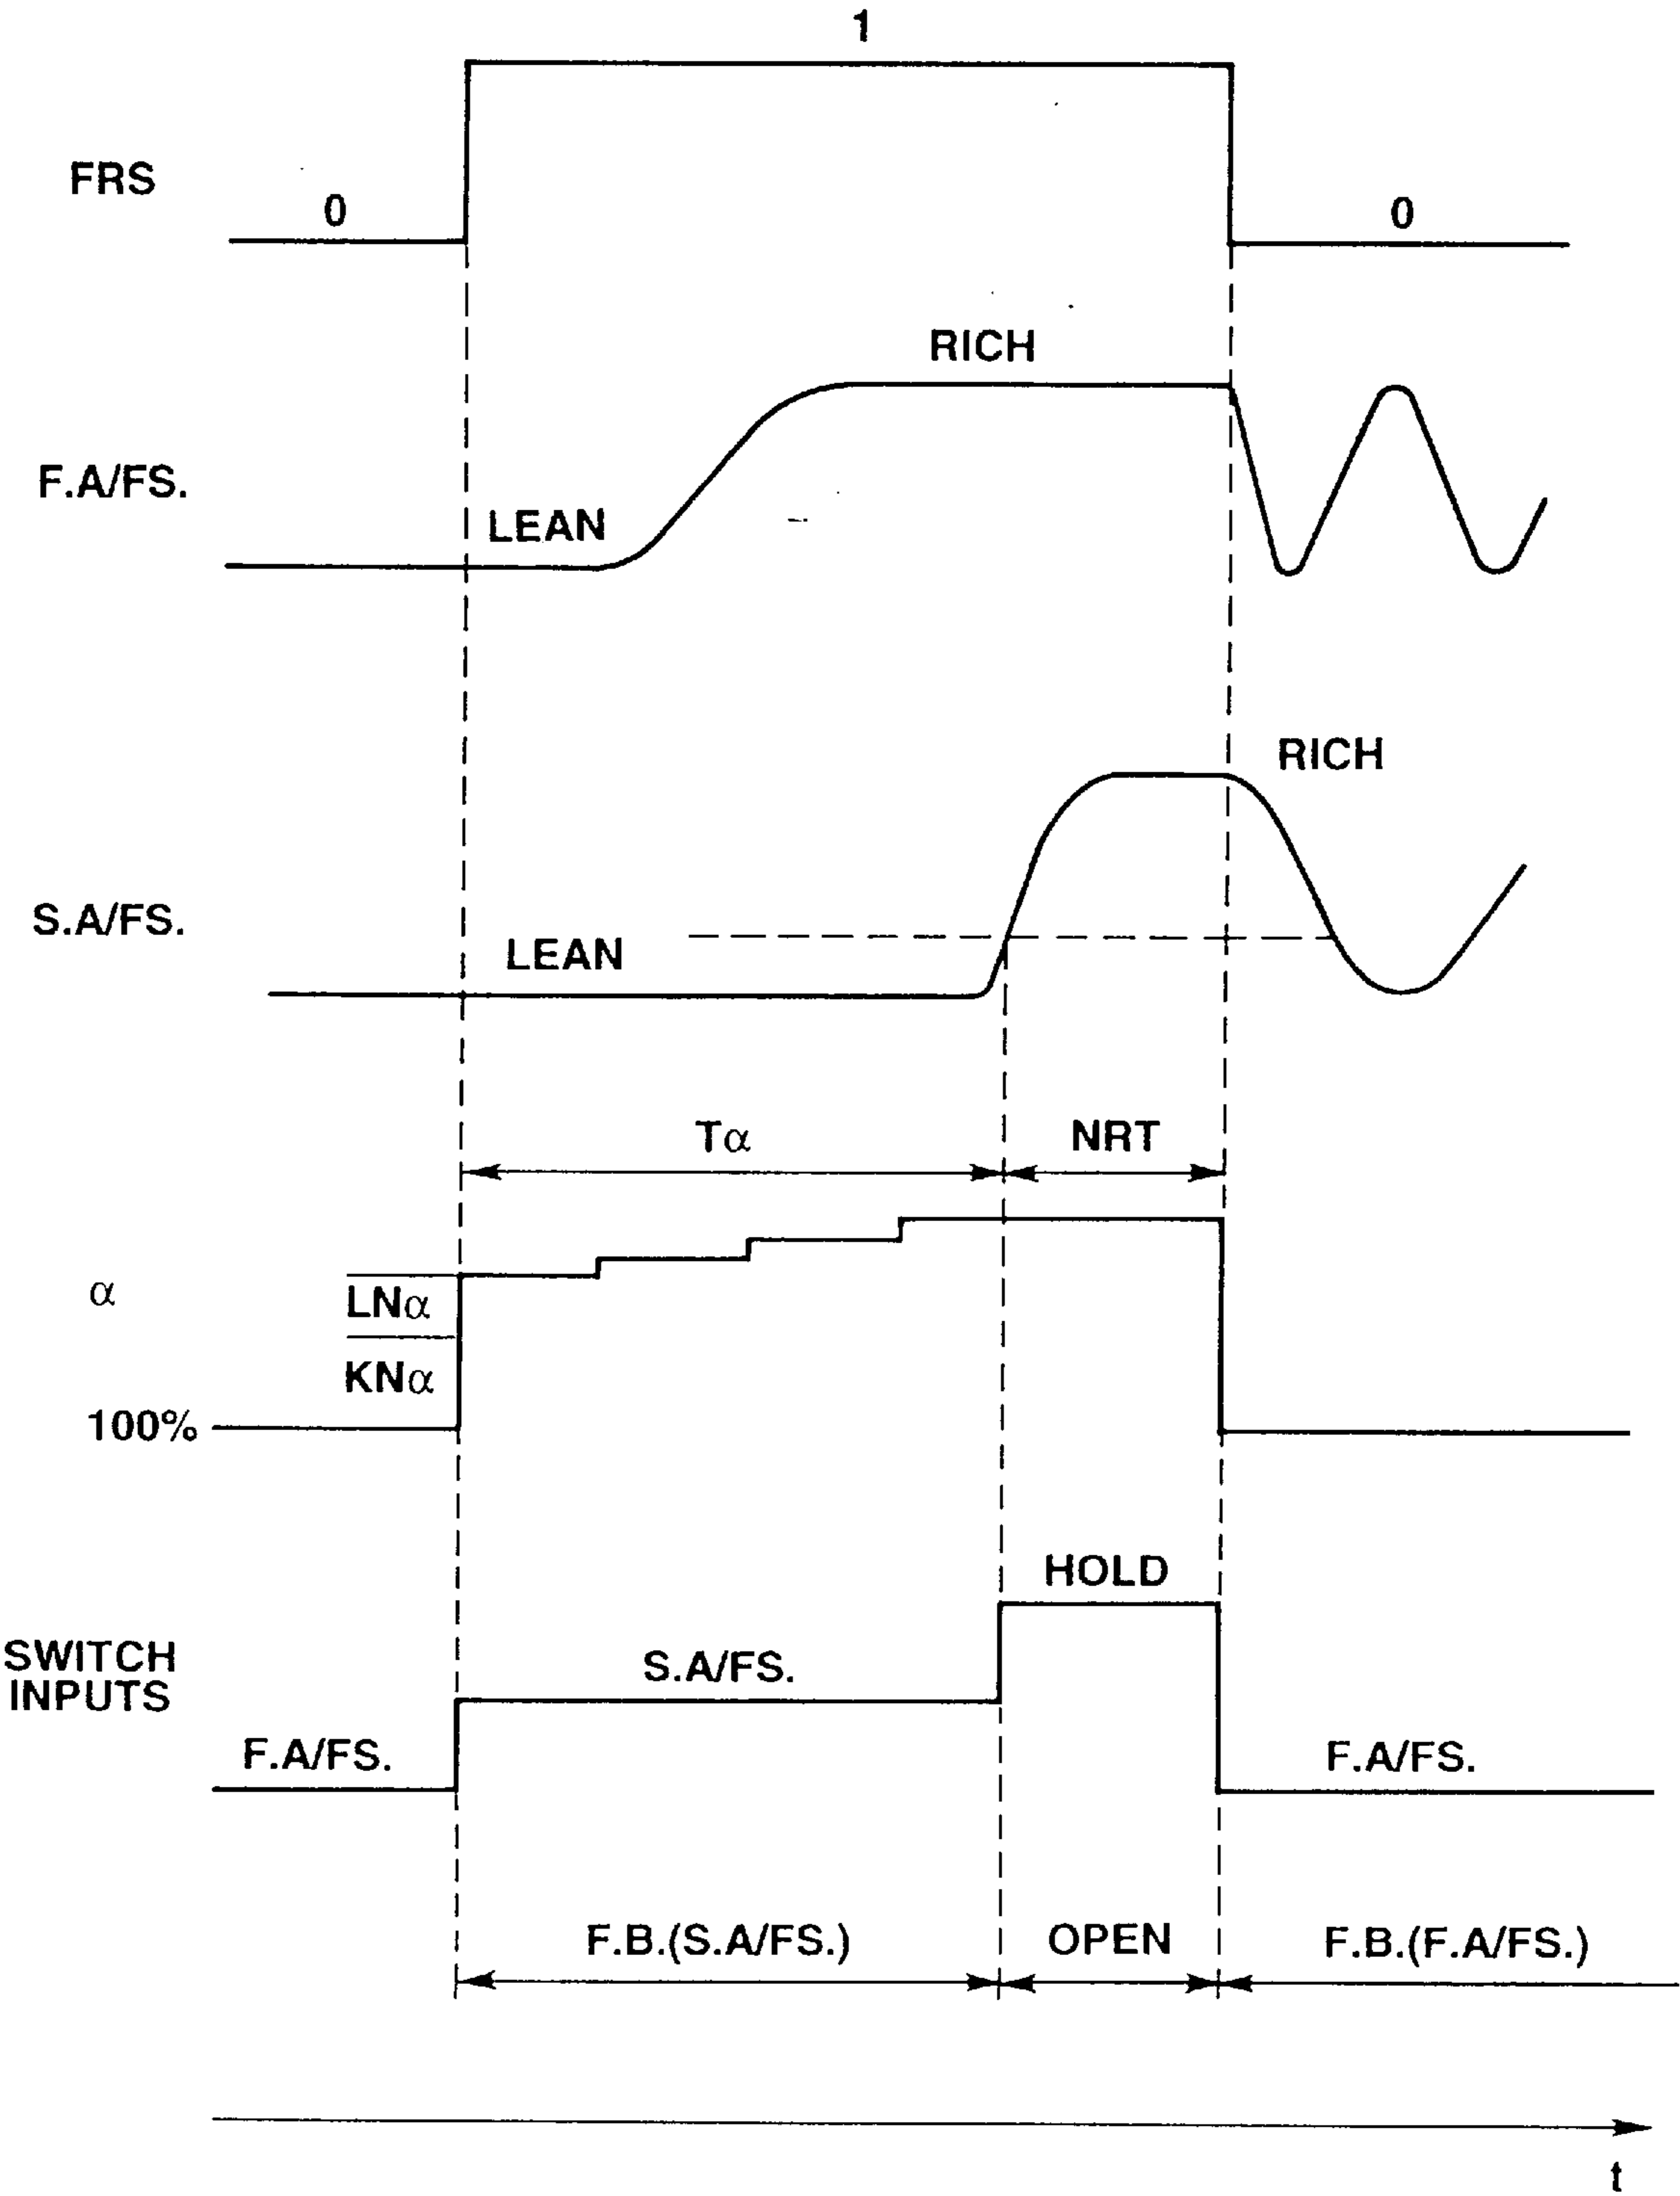 1
FRS
0
0
RICH
F.A/FS.
LEAN
RICH
S.A/FS.
LEAN
Tα
NRT
α
LNα
KNα
100%
HOLD
SWITCH
INPUTS
S.A/FS.
F.A/FS.
F.A/FS.
F.B.(S.A/FS.)
OPEN
F.B.(F.A/FS.)
t